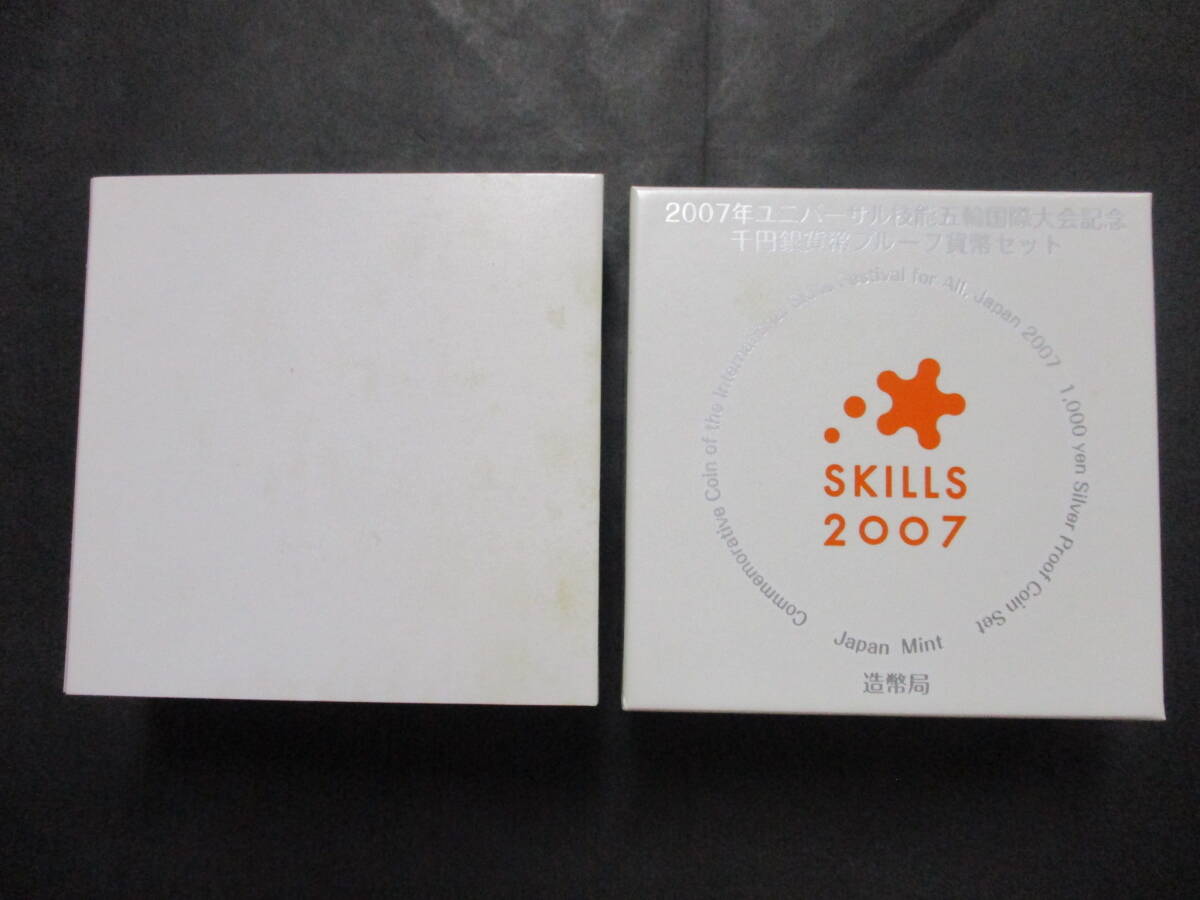 2007年ユニバーサル技能五輪国際大会記念
千円銀貨幣プルーフ貨幣セット
Commemorative Coin of the International Skills Festival for All, Japan 2007 1,000 yen Silver Proof Coin Set
SKILLS
2007
Japan Mint
造幣局